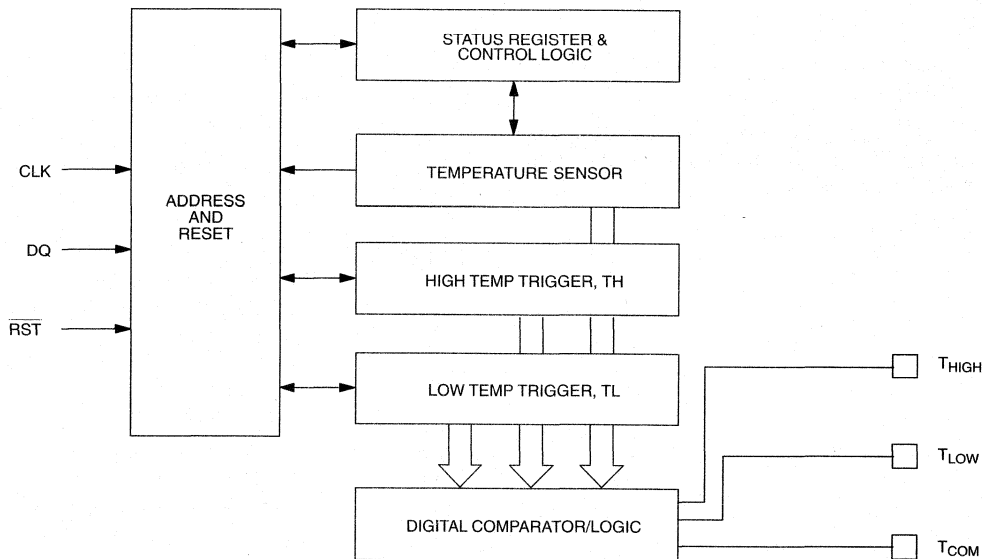 STATUS REGISTER &
CONTROL LOGIC
CLK
TEMPERATURE SENSOR
ADDRESS
AND
RESET
DQ
HIGH TEMP TRIGGER, TH
RST
LOW TEMP TRIGGER, TL
THIGH
TLOW
DIGITAL COMPARATOR/LOGIC
TCOM